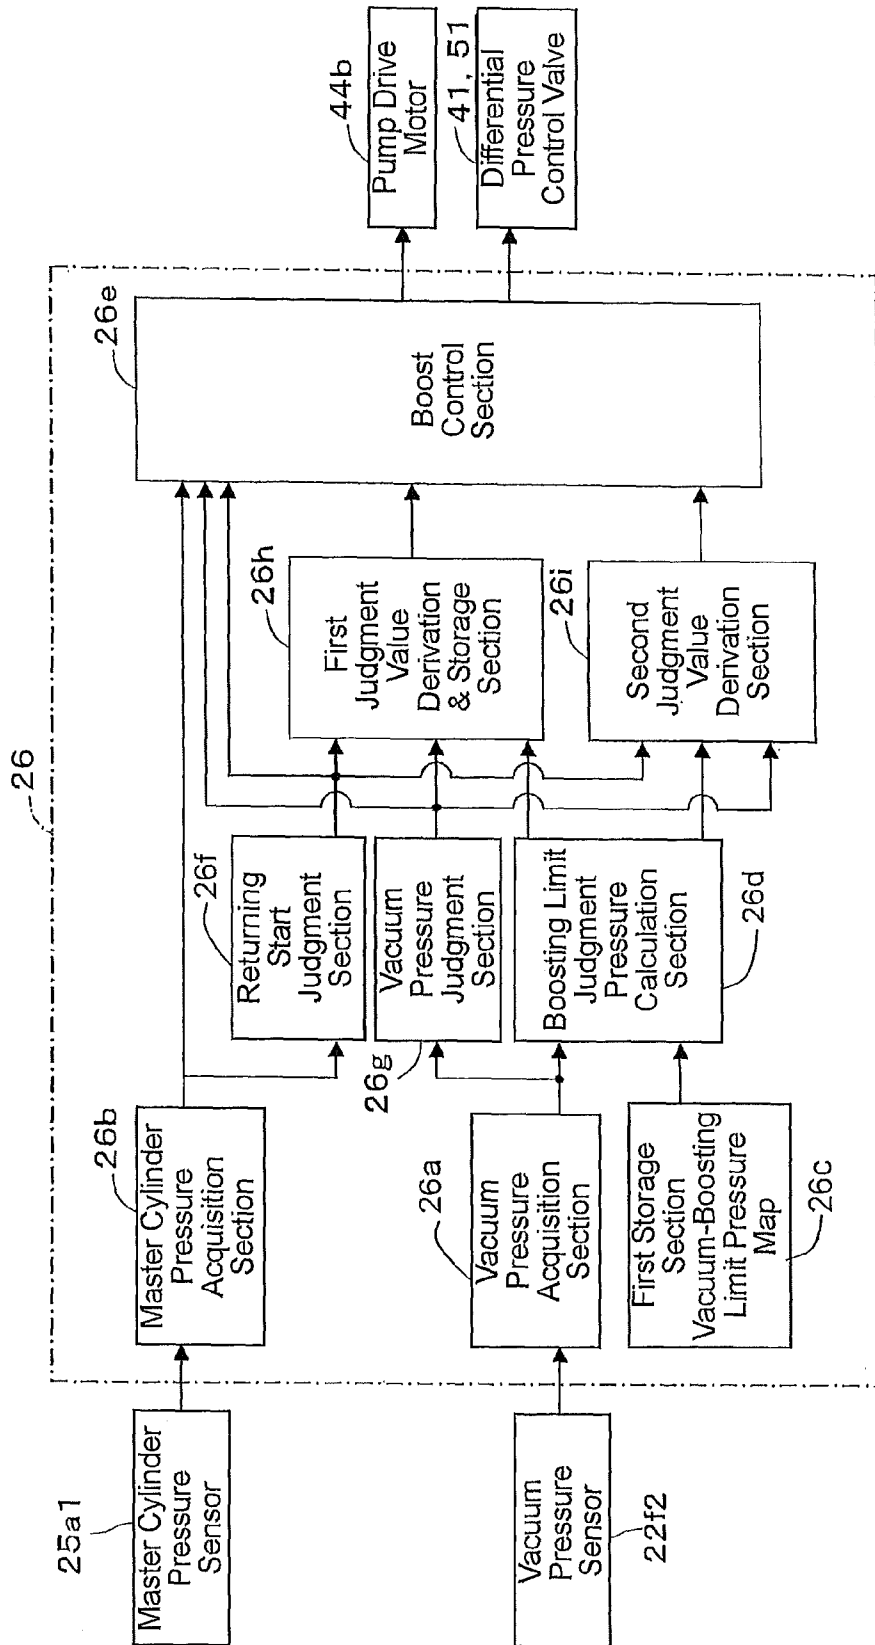 26
25a1
Master Cylinder
Pressure
Sensor
Vacuum
Pressure
Sensor
22f2
26b
Master Cylinder
Pressure
Acquisition
Section
26a
Vacuum
Pressure
Acquisition
Section
First Storage
Section
Vacuum-Boosting
Limit Pressure
Map
26c
26f
Returning
Start
Judgment
Section
Vacuum
Pressure
Judgment
Section
26g
Boosting Limit
Judgment
Pressure
Calculation
Section
26d
26h
First
Judgment
Value
Derivation
& Storage
Section
26i
Second
Judgment
Value
Derivation
Section
26e
Boost
Control
Section
44b
Pump Drive
Motor
41, 51
Differential
Pressure
Control Valve